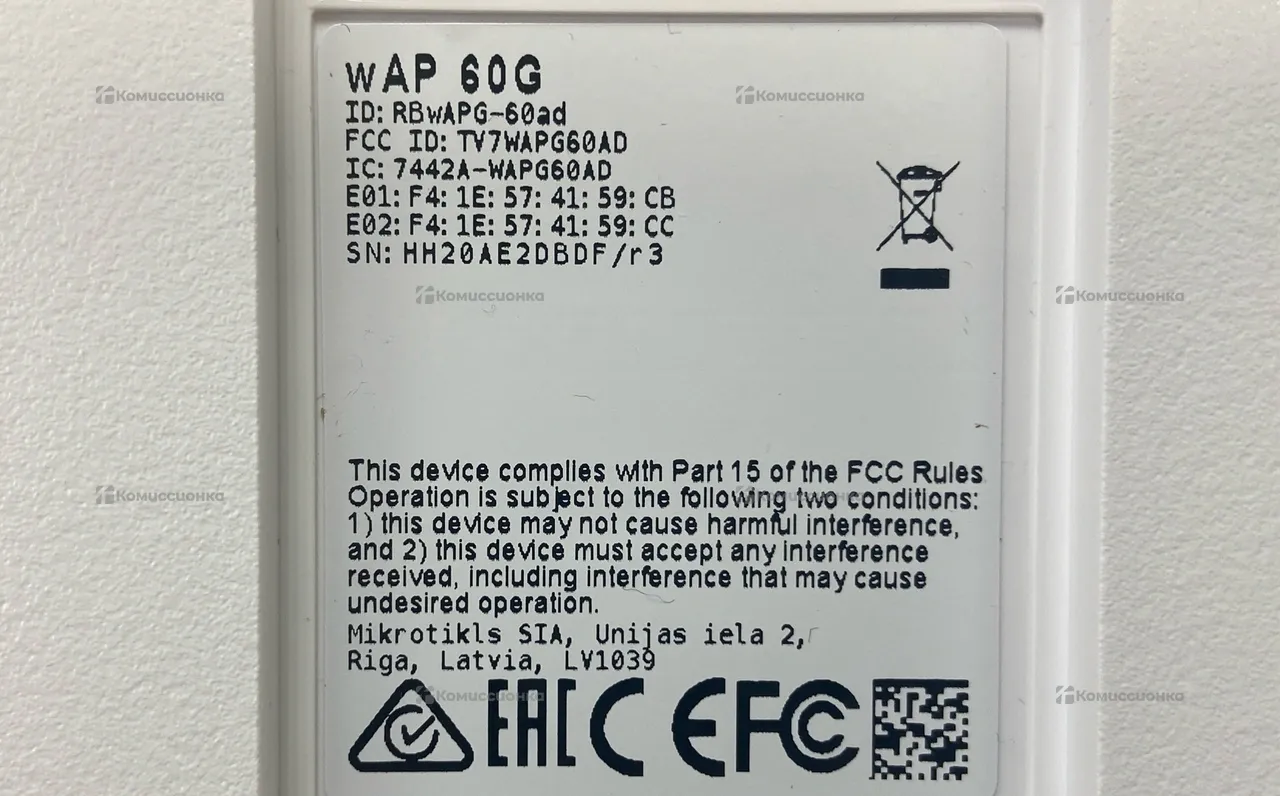 wAP 60G
ID: RBwAPG-60ad
FCC ID: TV7WAPG60AD
IC: 7442A-WAPG60AD
E01: F4: 1E: 57: 41: 59: CB
E02: F4: 1E: 57: 41: 59: CC
SN: HH20AE2DBDF/r3
This device complies with Part 15 of the FCC Rules
Operation is subject to the following two conditions:
1) this device may not cause harmful interference,
and 2) this device must accept any interference
received, including interference that may cause
undesired operation.
Mikrotikls SIA, Unijas iela 2,
Riga, Latvia, LV1039
EAC CE FCC
Комиссионка
Комиссионка
Комиссионка
Комиссионка
Комиссионка
Комиссионка
Комиссионка
Комиссионка